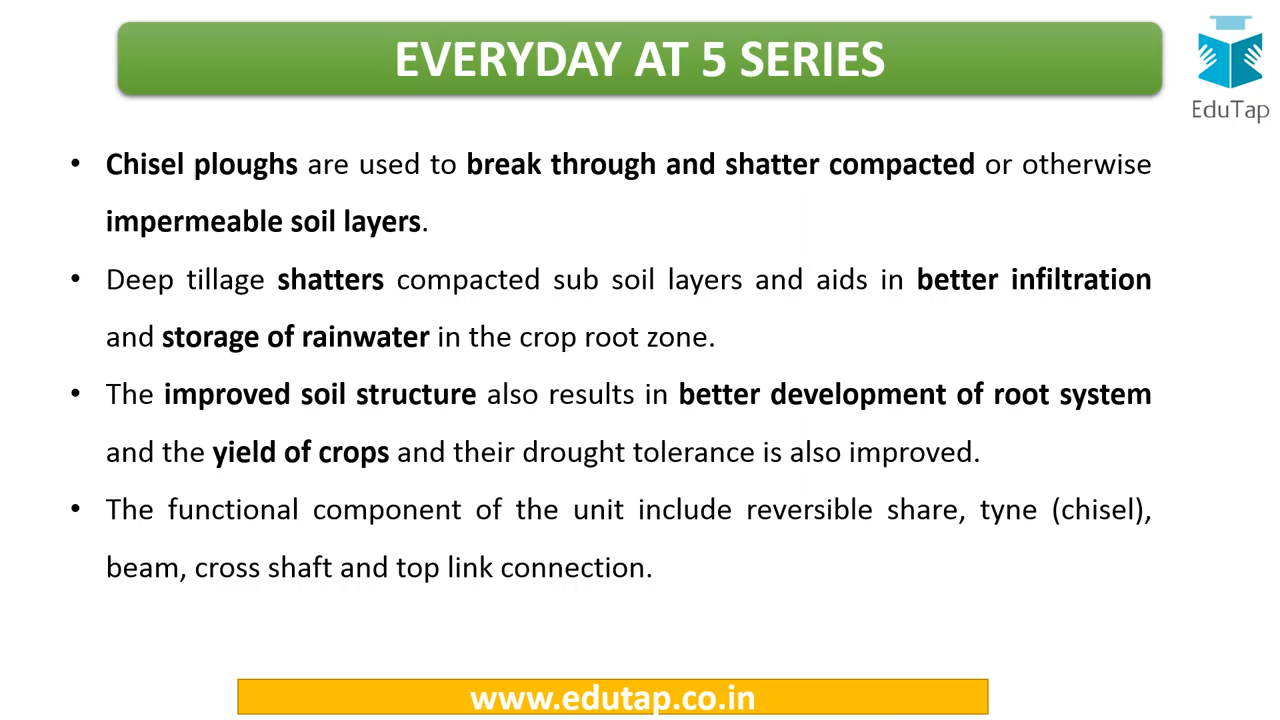 EVERYDAY AT 5 SERIES
EduTap
• Chisel ploughs are used to break through and shatter compacted or otherwise
impermeable soil layers.
• Deep tillage shatters compacted sub soil layers and aids in better infiltration
and storage of rainwater in the crop root zone.
• The improved soil structure also results in better development of root system
and the yield of crops and their drought tolerance is also improved.
• The functional component of the unit include reversible share, tyne (chisel),
beam, cross shaft and top link connection.
www.edutap.co.in